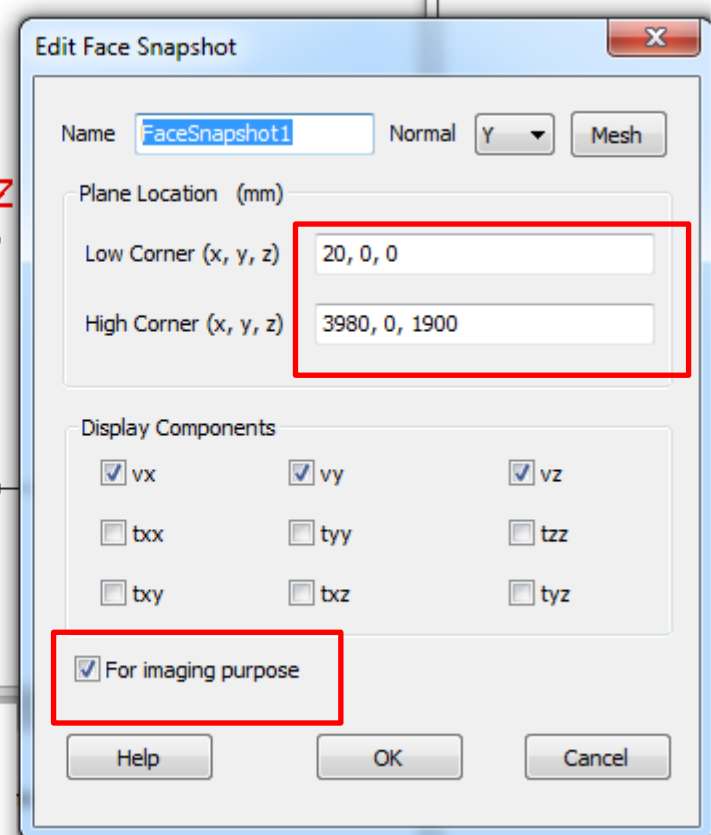 Edit Face Snapshot
Name FaceSnapshot1 Normal Y Mesh
Z
Plane Location (mm)
Low Corner (x, y, z) 20, 0, 0
High Corner (x, y, z) 3980, 0, 1900
Display Components
vx vy vz
txx tyy tzz
txy txz tyz
For imaging purpose
Help OK Cancel